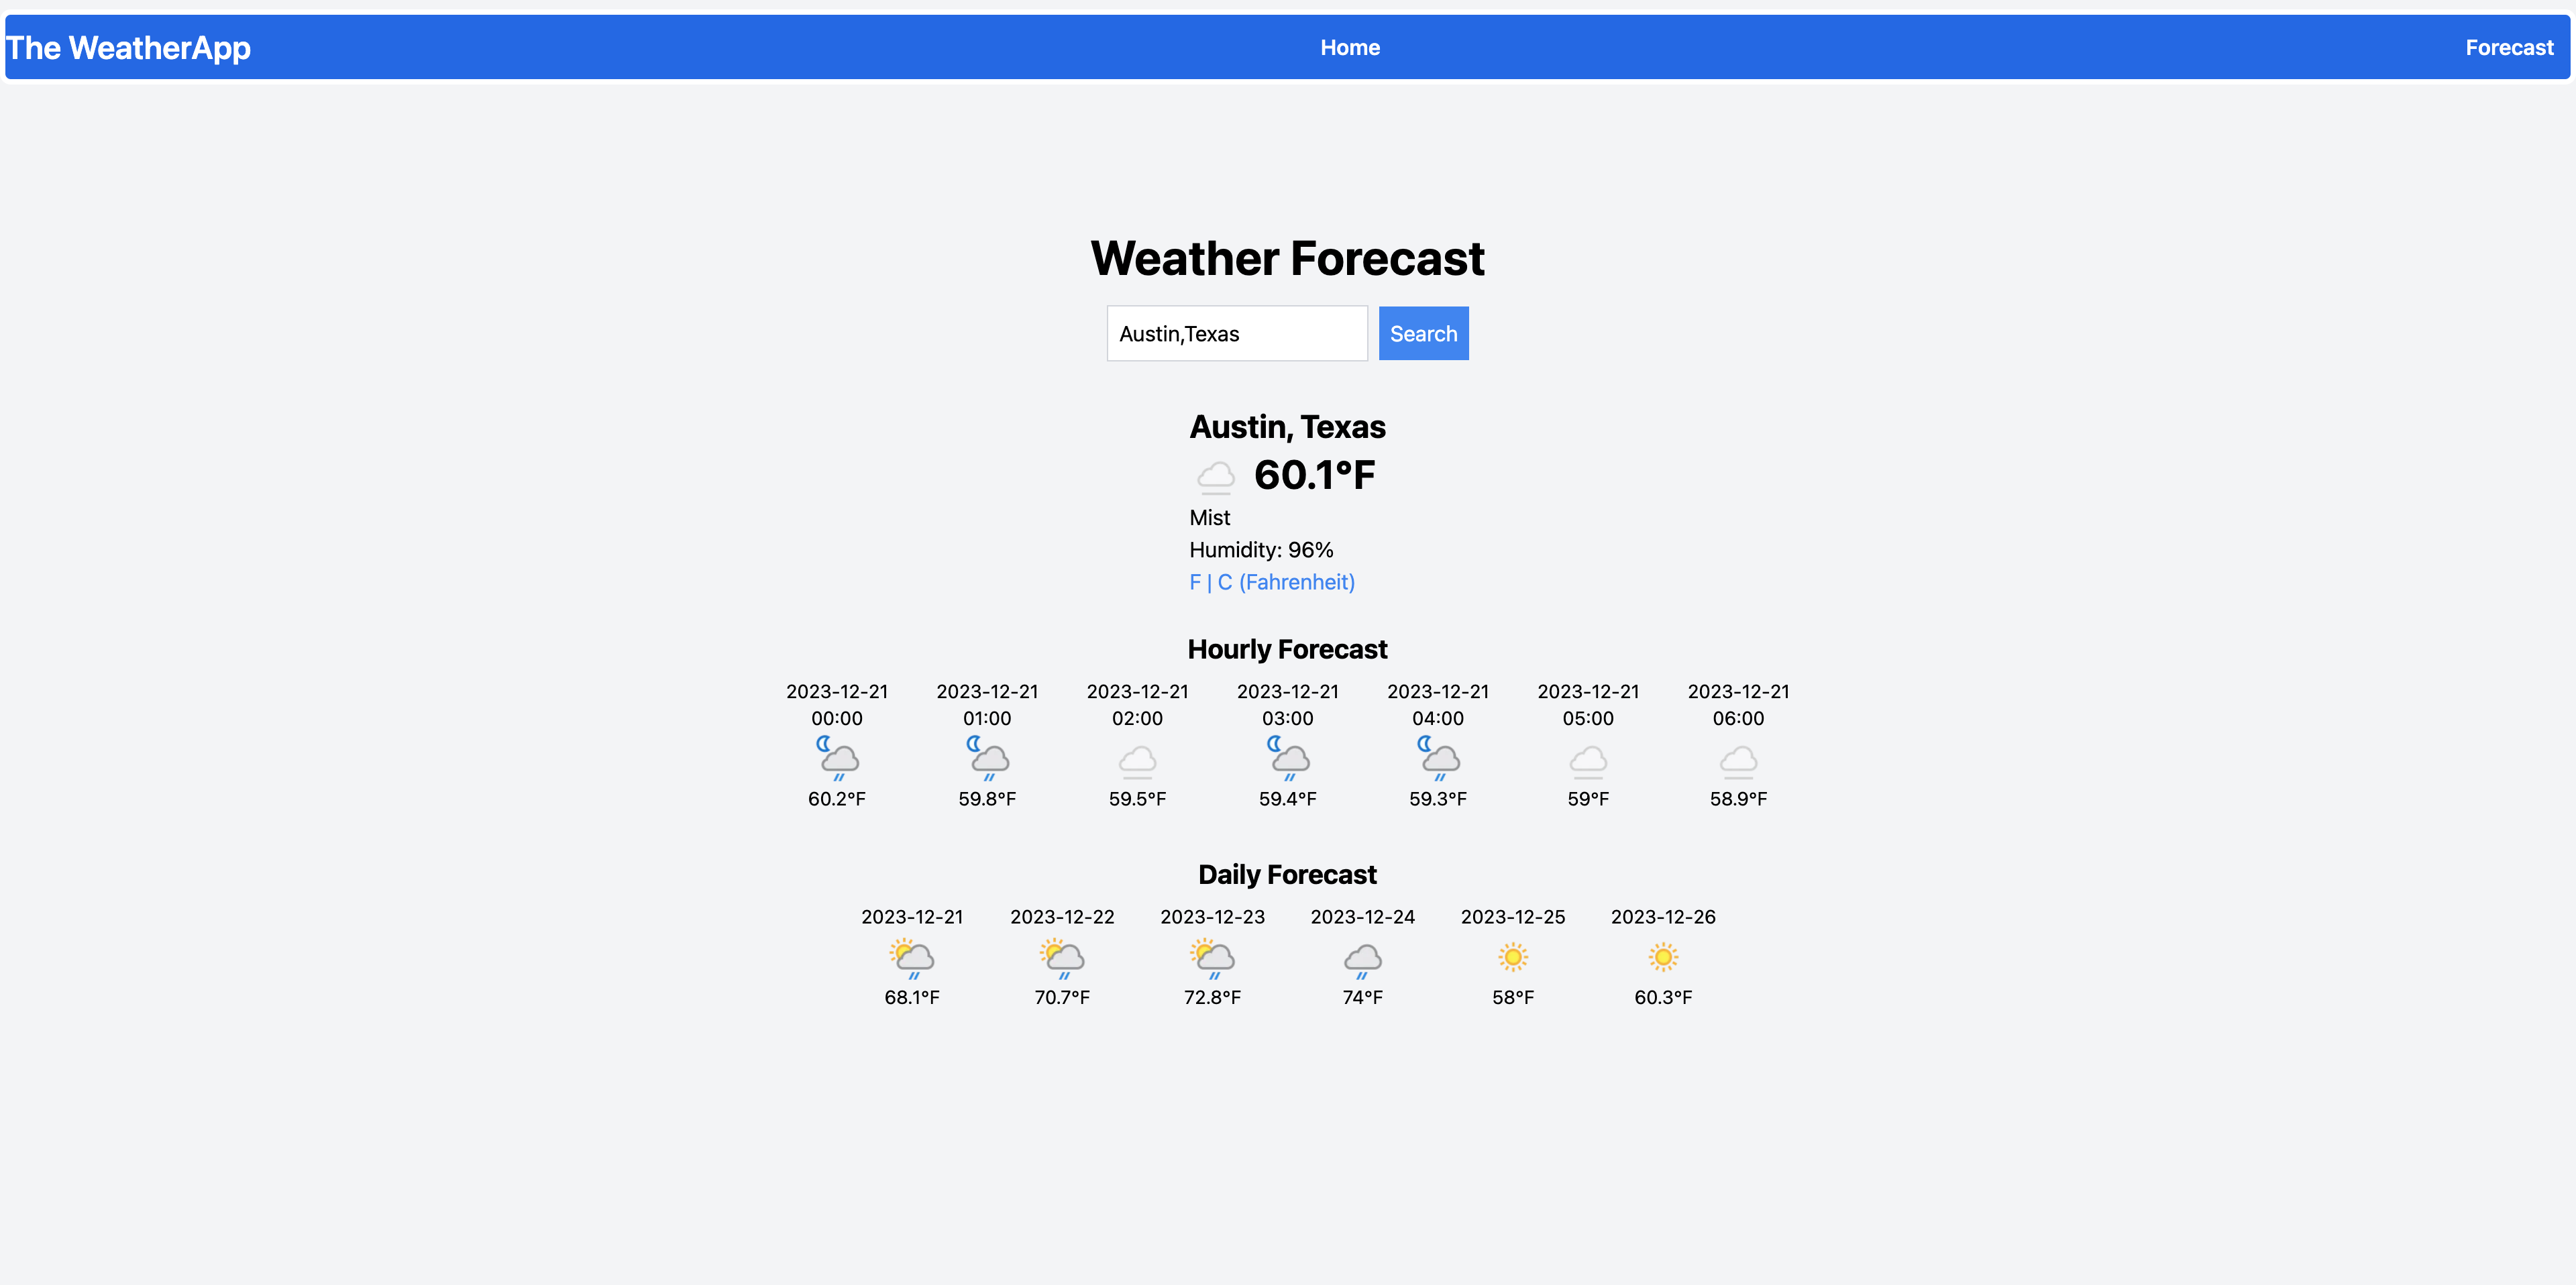 The WeatherApp Home Forecast
Weather Forecast
Austin,Texas Search
Austin, Texas
60.1°F
Mist
Humidity: 96%
F | C (Fahrenheit)
Hourly Forecast
2023-12-21 2023-12-21 2023-12-21 2023-12-21 2023-12-21 2023-12-21 2023-12-21
00:00 01:00 02:00 03:00 04:00 05:00 06:00
60.2°F 59.8°F 59.5°F 59.4°F 59.3°F 59°F 58.9°F
Daily Forecast
2023-12-21 2023-12-22 2023-12-23 2023-12-24 2023-12-25 2023-12-26
68.1°F 70.7°F 72.8°F 74°F 58°F 60.3°F